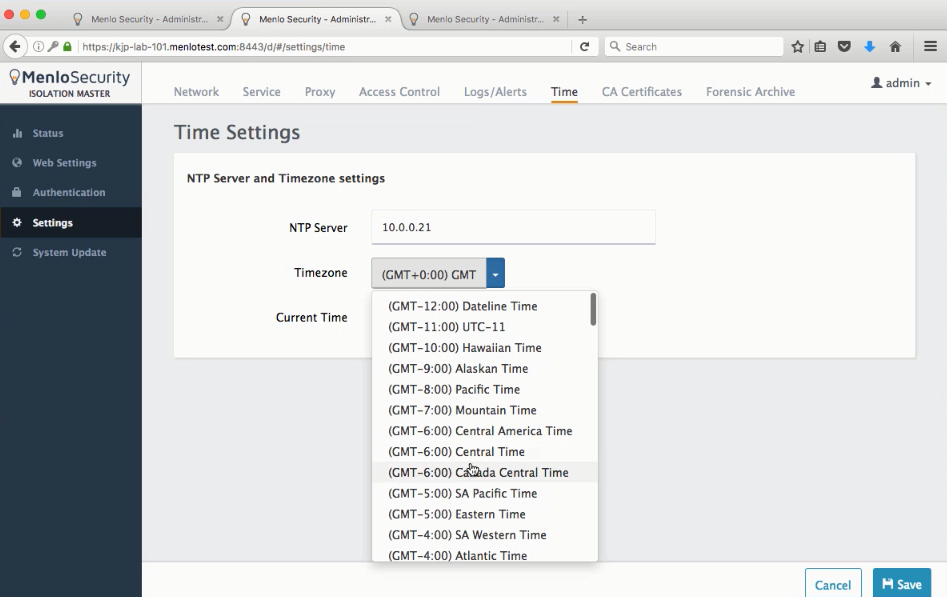 Menlo Security - Administr...
Menlo Security - Administr...
Menlo Security - Administr...
https://kjp-lab-101.menlotest.com:8443/d/#/settings/time
Search
MenloSecurity
ISOLATION MASTER
Network
Service
Proxy
Access Control
Logs/Alerts
Time
CA Certificates
Forensic Archive
admin
Status
Web Settings
Authentication
Settings
System Update
Time Settings
NTP Server and Timezone settings
NTP Server
10.0.0.21
Timezone
(GMT+0:00) GMT
Current Time
(GMT-12:00) Dateline Time
(GMT-11:00) UTC-11
(GMT-10:00) Hawaiian Time
(GMT-9:00) Alaskan Time
(GMT-8:00) Pacific Time
(GMT-7:00) Mountain Time
(GMT-6:00) Central America Time
(GMT-6:00) Central Time
(GMT-6:00) Canada Central Time
(GMT-5:00) SA Pacific Time
(GMT-5:00) Eastern Time
(GMT-4:00) SA Western Time
(GMT-4:00) Atlantic Time
Cancel
Save